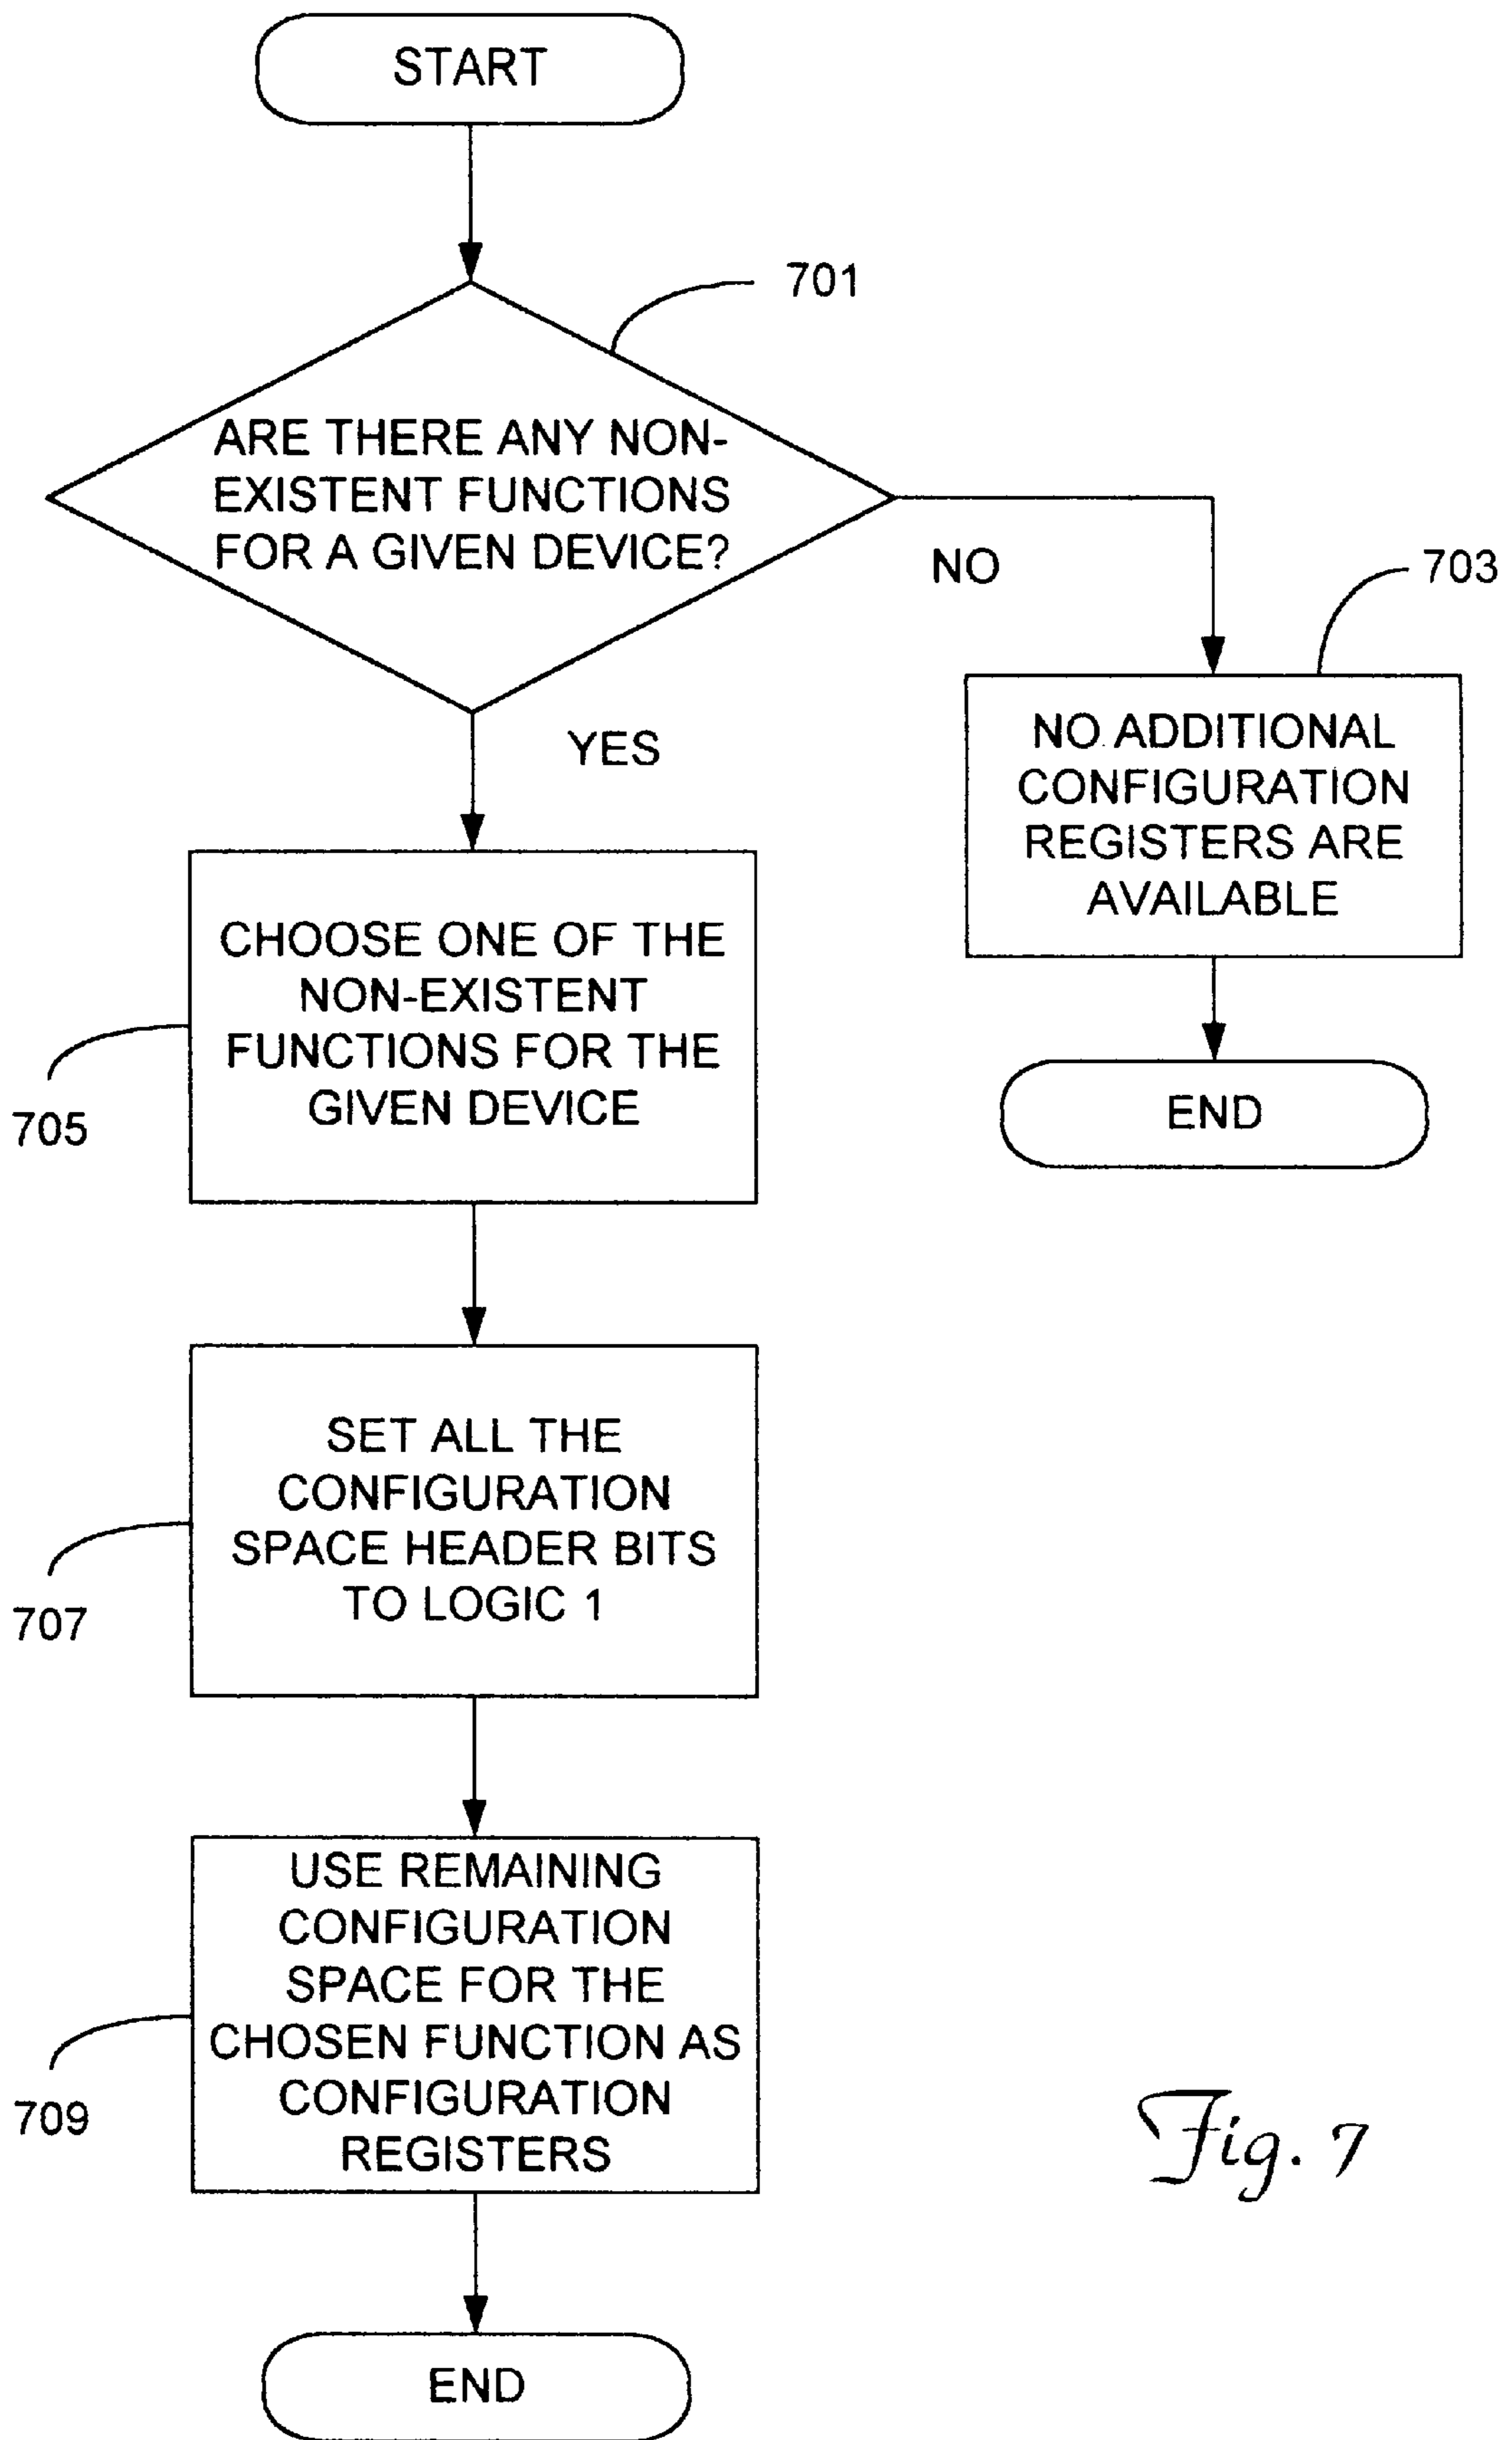 START
701
ARE THERE ANY NON-
EXISTENT FUNCTIONS
FOR A GIVEN DEVICE?
NO
703
NO ADDITIONAL
CONFIGURATION
REGISTERS ARE
AVAILABLE
END
YES
CHOOSE ONE OF THE
NON-EXISTENT
FUNCTIONS FOR THE
GIVEN DEVICE
705
SET ALL THE
CONFIGURATION
SPACE HEADER BITS
TO LOGIC 1
707
USE REMAINING
CONFIGURATION
SPACE FOR THE
CHOSEN FUNCTION AS
CONFIGURATION
REGISTERS
709
END
Fig. 7